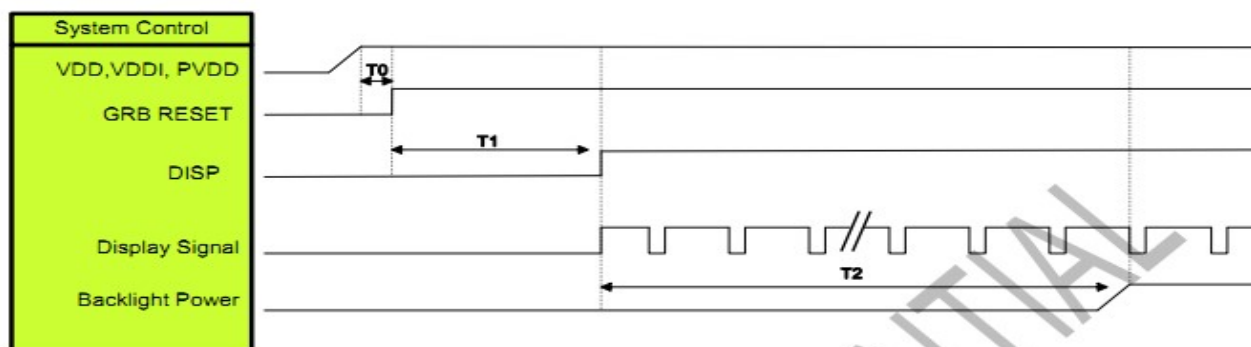 System Control
VDD,VDDI, PVDD
T0
GRB RESET
T1
DISP
Display Signal
T2
Backlight Power